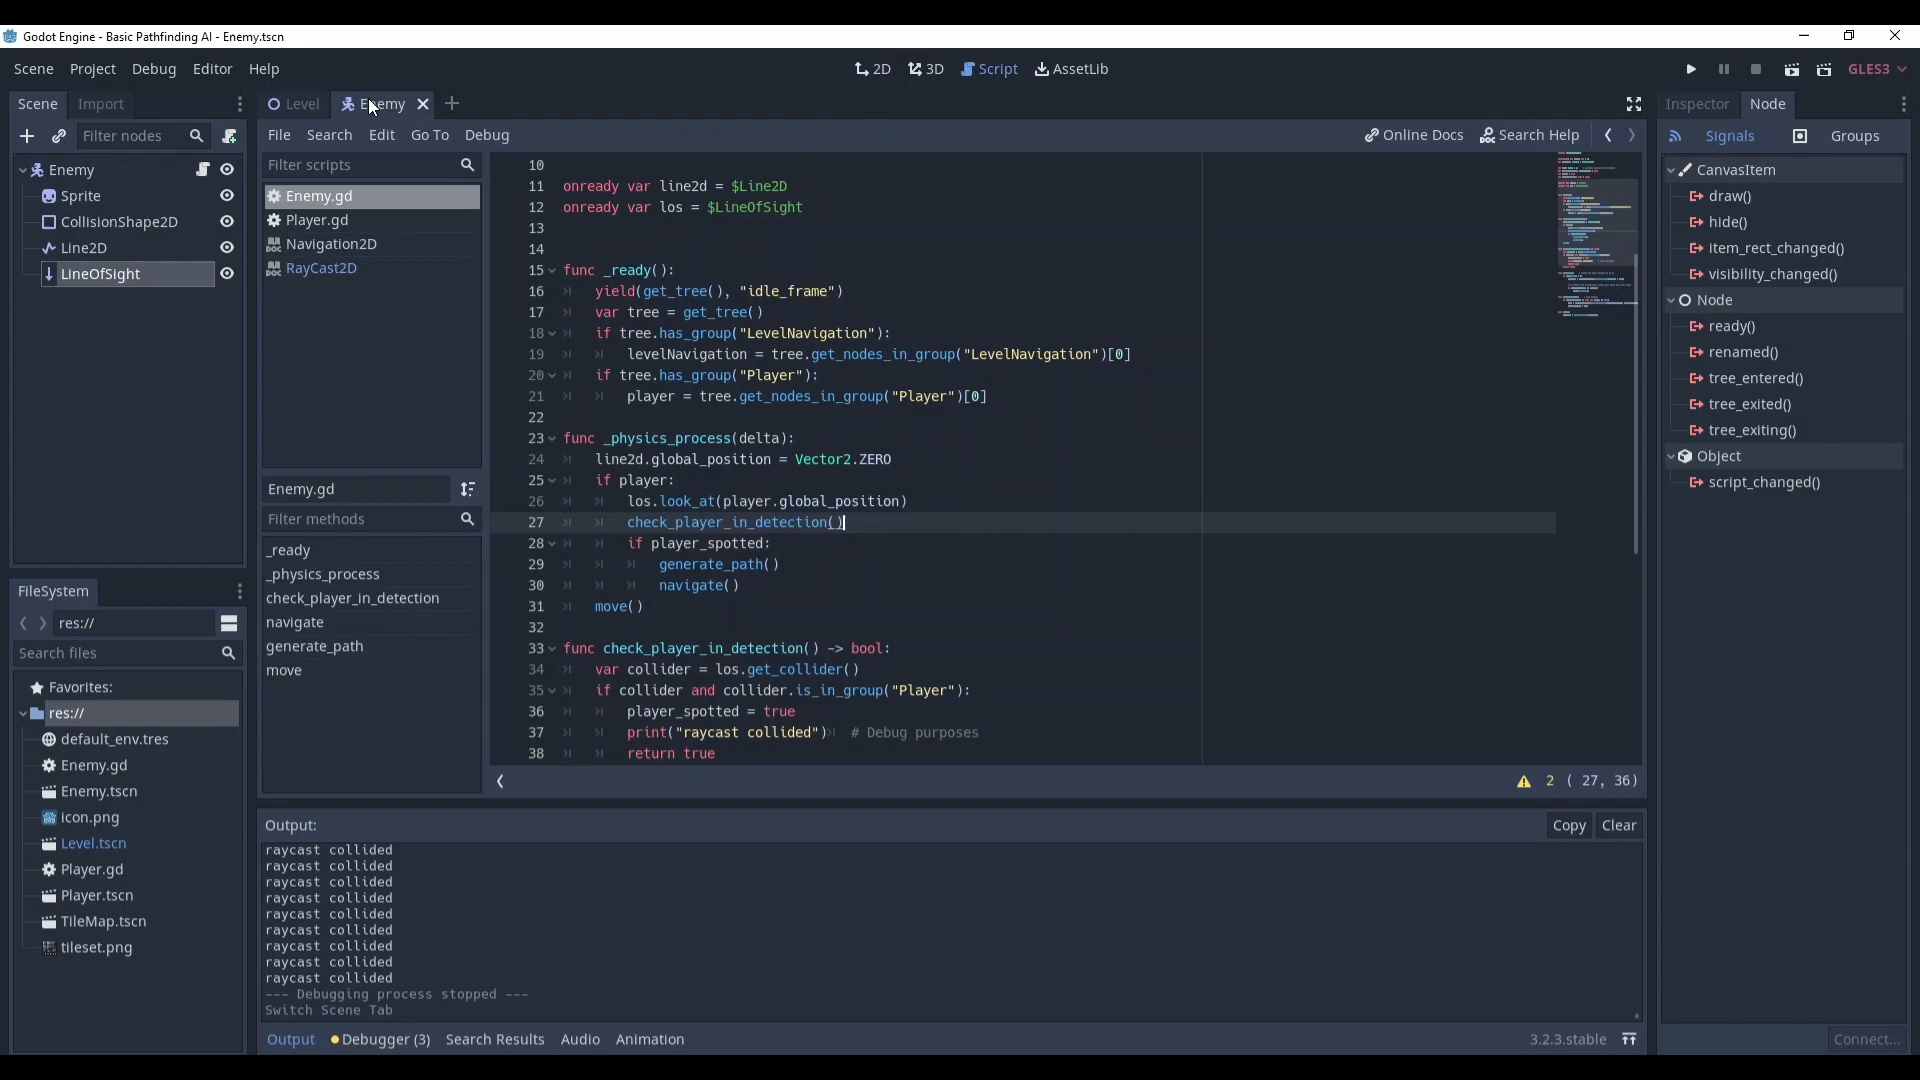 Godot Engine - Basic Pathfinding AI - Enemy.tscn
Scene Project Debug Editor Help
2D 3D Script AssetLib
GLES3
Scene Import
Filter nodes
Enemy
Sprite
CollisionShape2D
Line2D
LineOfSight
FileSystem
res://
Search files
Favorites:
res://
default_env.tres
Enemy.gd
Enemy.tscn
icon.png
Level.tscn
Player.gd
Player.tscn
TileMap.tscn
tileset.png
Level Enemy
File Search Edit Go To Debug
Online Docs Search Help
Filter scripts
Enemy.gd
Player.gd
Navigation2D
RayCast2D
Enemy.gd
Filter methods
_ready
_physics_process
check_player_in_detection
navigate
generate_path
move
10
11 onready var line2d = $Line2D
12 onready var los = $LineOfSight
13
14
15 func _ready():
16 yield(get_tree(), "idle_frame")
17 var tree = get_tree()
18 if tree.has_group("LevelNavigation"):
19 levelNavigation = tree.get_nodes_in_group("LevelNavigation")[0]
20 if tree.has_group("Player"):
21 player = tree.get_nodes_in_group("Player")[0]
22
23 func _physics_process(delta):
24 line2d.global_position = Vector2.ZERO
25 if player:
26 los.look_at(player.global_position)
27 check_player_in_detection()
28 if player_spotted:
29 generate_path()
30 navigate()
31 move()
32
33 func check_player_in_detection() -> bool:
34 var collider = los.get_collider()
35 if collider and collider.is_in_group("Player"):
36 player_spotted = true
37 print("raycast collided") # Debug purposes
38 return true
2 ( 27, 36)
Output:
Copy Clear
raycast collided
raycast collided
raycast collided
raycast collided
raycast collided
raycast collided
raycast collided
raycast collided
raycast collided
--- Debugging process stopped ---
Switch Scene Tab
Output Debugger (3) Search Results Audio Animation
3.2.3.stable
Inspector Node
Signals Groups
CanvasItem
draw()
hide()
item_rect_changed()
visibility_changed()
Node
ready()
renamed()
tree_entered()
tree_exited()
tree_exiting()
Object
script_changed()
Connect...